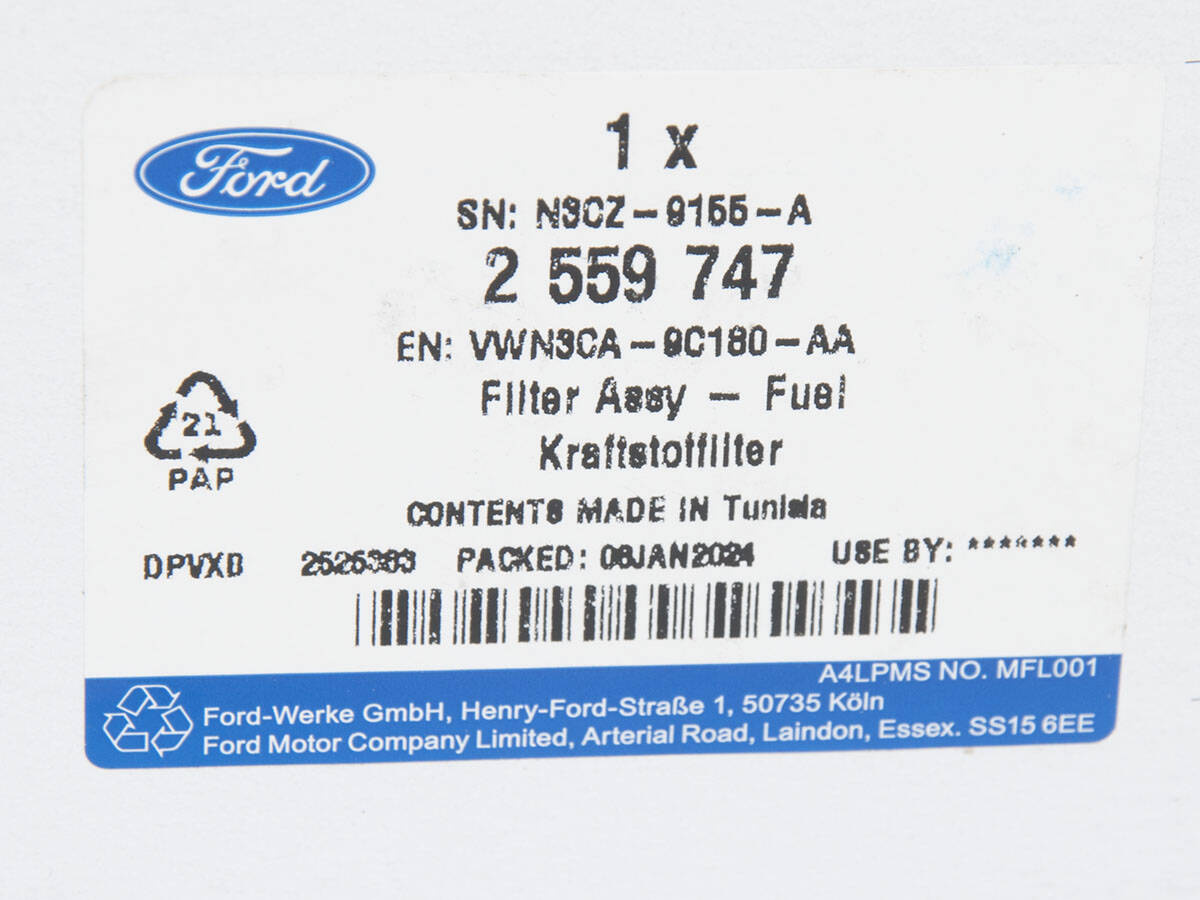 Ford
1 x
SN: N3CZ-9155-A
2 559 747
EN: VWN3CA-9C180-AA
Filter Assy - Fuel
Kraftstoffilter
21
PAP
CONTENTS MADE IN Tunisia
DPVXB 2525383 PACKED: 08JAN2024 USE BY: *******
A4LPMS NO. MFL001
Ford-Werke GmbH, Henry-Ford-Straße 1, 50735 Köln
Ford Motor Company Limited, Arterial Road, Laindon, Essex. SS15 6EE